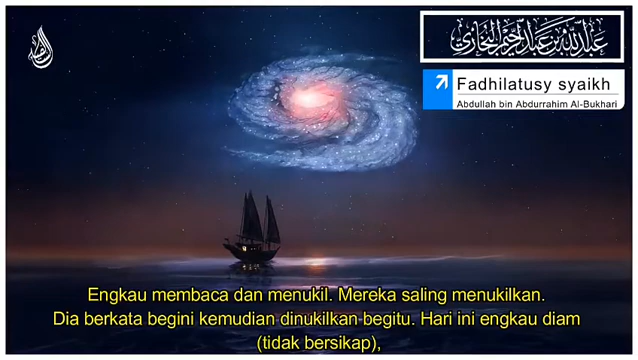 عبد الله بن عبد الرحيم البخاري
Fadhilatusy syaikh
Abdullah bin Abdurrahim Al-Bukhari
Engkau membaca dan menukil. Mereka saling menukilkan.
Dia berkata begini kemudian dinukilkan begitu. Hari ini engkau diam
(tidak bersikap),